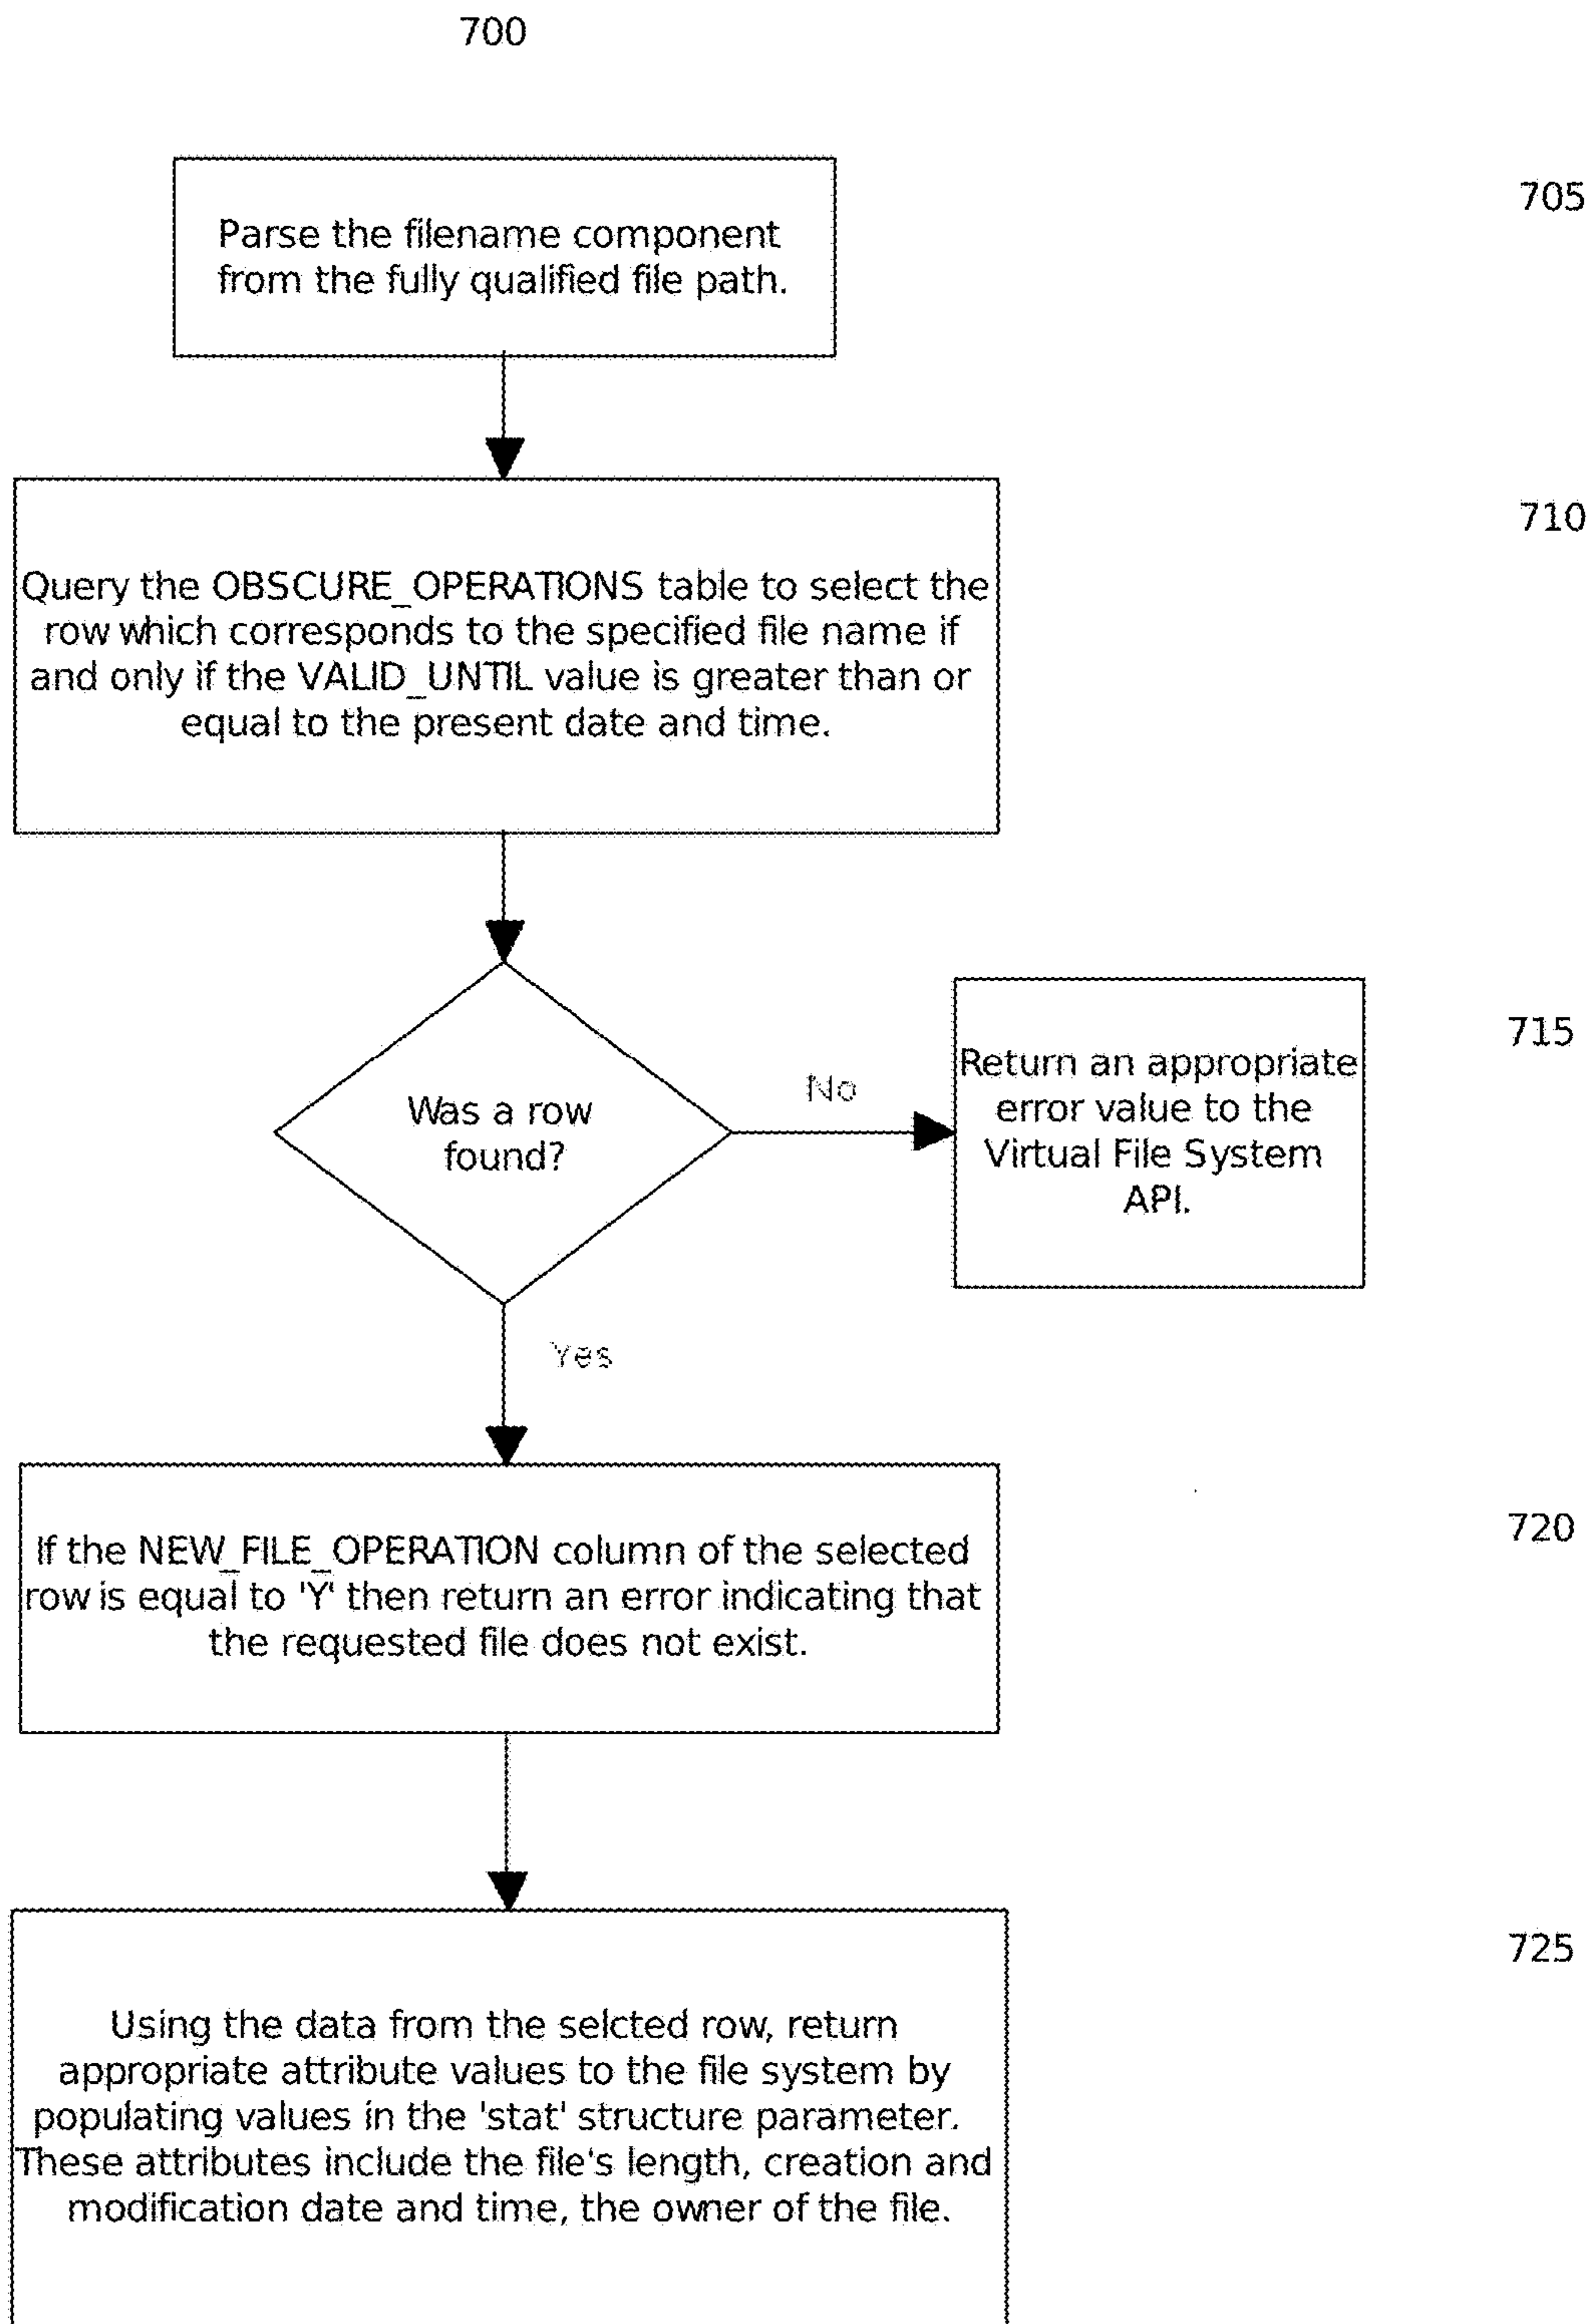 700
705
Parse the filename component
from the fully qualified file path.
710
Query the OBSCURE_OPERATIONS table to select the
row which corresponds to the specified file name if
and only if the VALID_UNTIL value is greater than or
equal to the present date and time.
715
Was a row
found?
No
Return an appropriate
error value to the
Virtual File System
API.
Yes
720
If the NEW_FILE_OPERATION column of the selected
row is equal to 'Y' then return an error indicating that
the requested file does not exist.
725
Using the data from the selcted row, return
appropriate attribute values to the file system by
populating values in the 'stat' structure parameter.
These attributes include the file's length, creation and
modification date and time, the owner of the file.